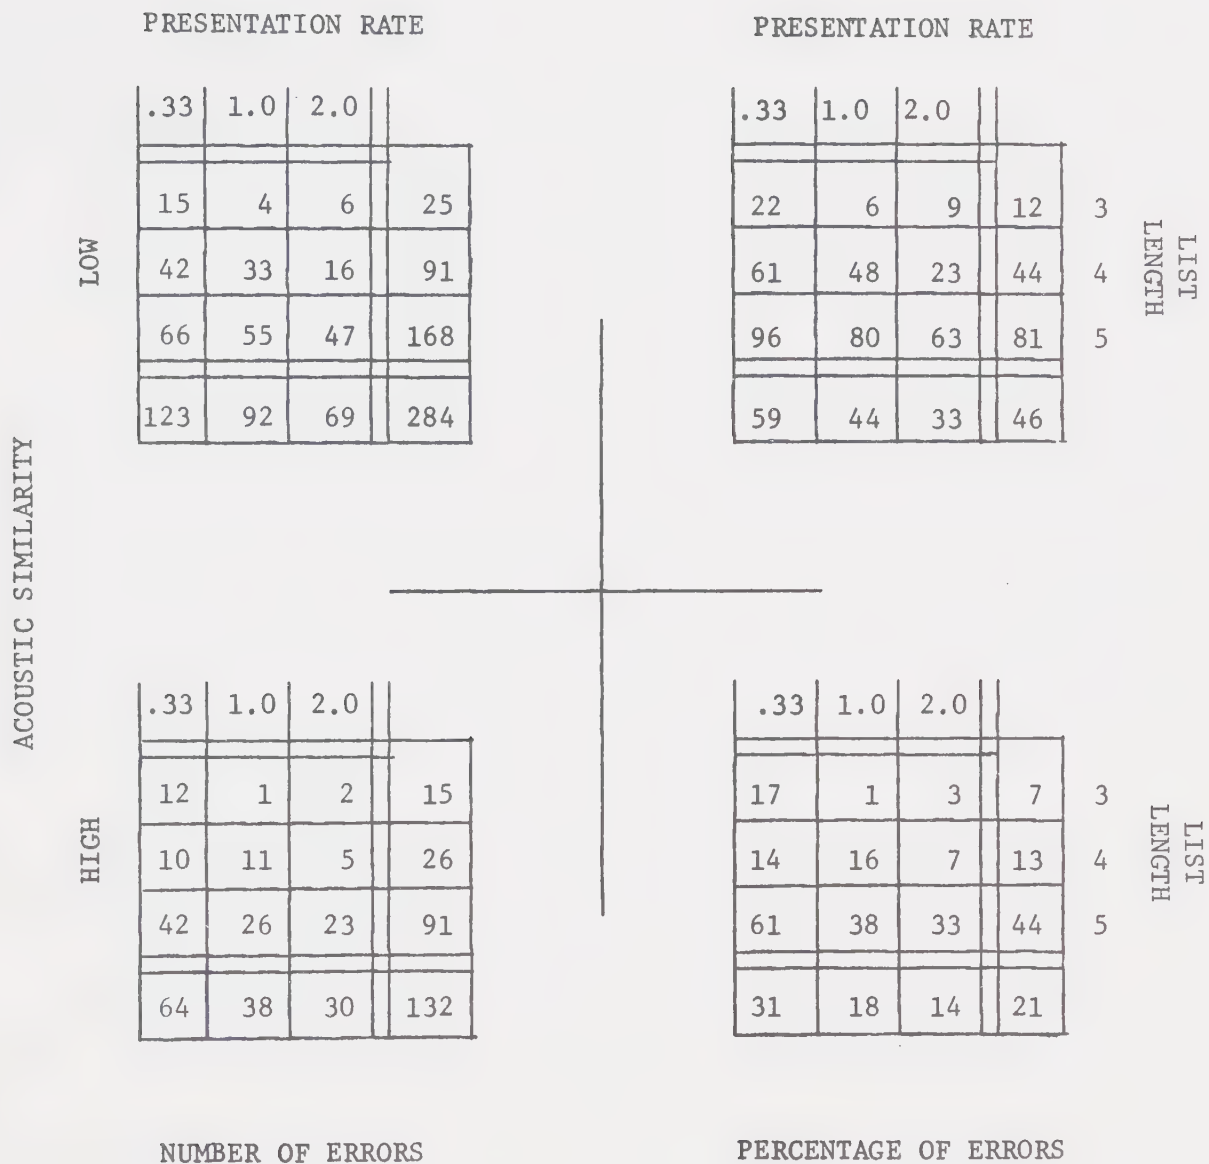 PRESENTATION RATE
.33 1.0 2.0
15 4 6 25
42 33 16 91
66 55 47 168
123 92 69 284
LOW
PRESENTATION RATE
.33 1.0 2.0
22 6 9 12 3
61 48 23 44 4
96 80 63 81 5
59 44 33 46
LIST
LENGTH
ACOUSTIC SIMILARITY
.33 1.0 2.0
12 1 2 15
10 11 5 26
42 26 23 91
64 38 30 132
HIGH
NUMBER OF ERRORS
.33 1.0 2.0
17 1 3 7 3
14 16 7 13 4
61 38 33 44 5
31 18 14 21
LIST
LENGTH
PERCENTAGE OF ERRORS